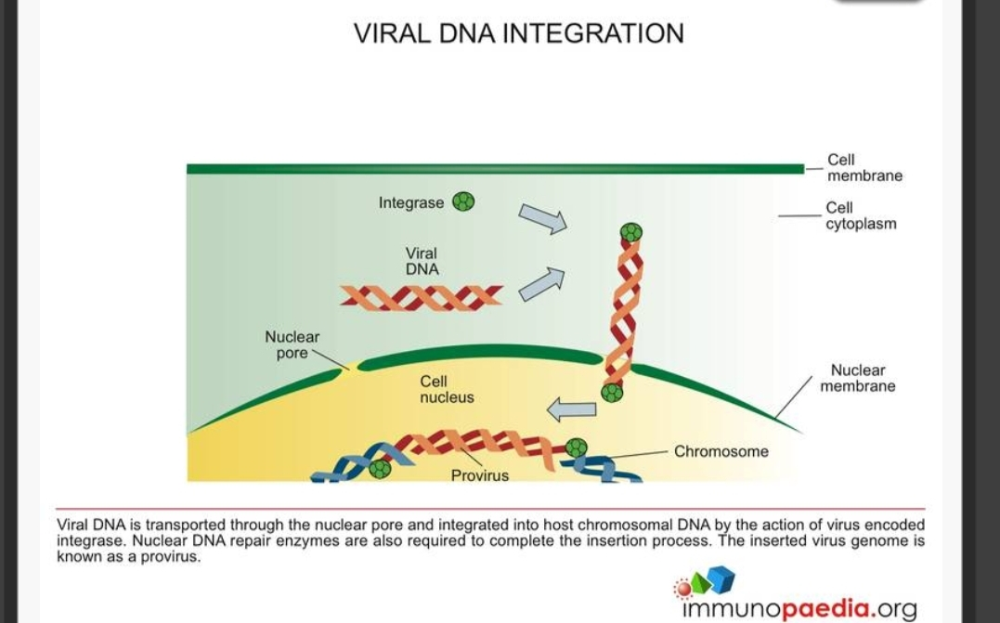 VIRAL DNA INTEGRATION
Cell
membrane
Integrase
Cell
cytoplasm
Viral
DNA
Nuclear
pore
Cell
nucleus
Nuclear
membrane
Chromosome
Provirus
Viral DNA is transported through the nuclear pore and integrated into host chromosomal DNA by the action of virus encoded
integrase. Nuclear DNA repair enzymes are also required to complete the insertion process. The inserted virus genome is
known as a provirus.
immunopaedia.org